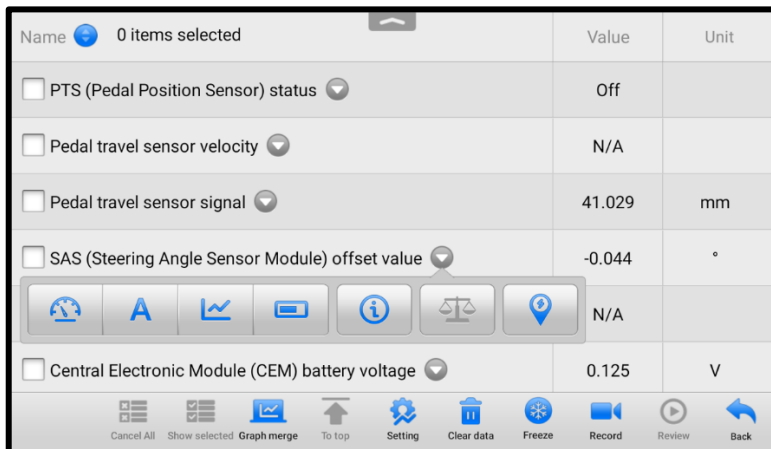 Name 0 items selected Value Unit
PTS (Pedal Position Sensor) status Off
Pedal travel sensor velocity N/A
Pedal travel sensor signal 41.029 mm
SAS (Steering Angle Sensor Module) offset value -0.044 °
A N/A
Central Electronic Module (CEM) battery voltage 0.125 V
Cancel All Show selected Graph merge To top Setting Clear data Freeze Record Review Back